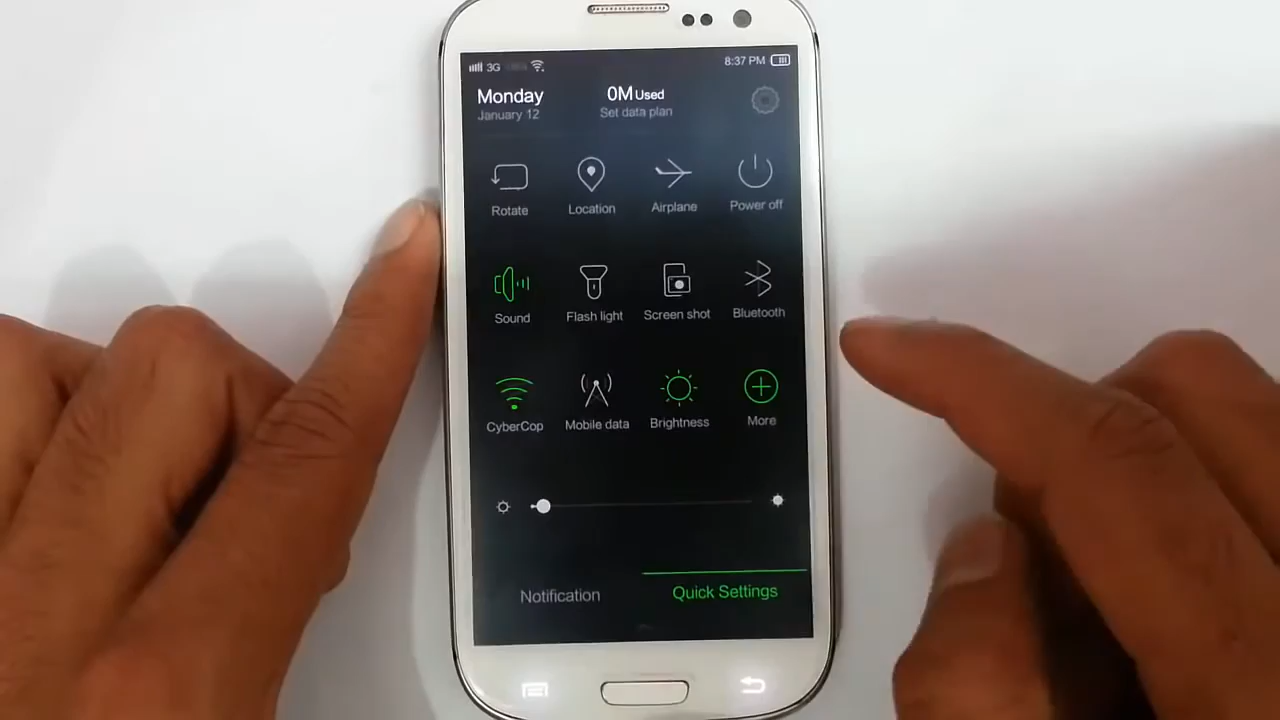 3G
8:37 PM
Monday
0M Used
January 12
Set data plan
Rotate
Location
Airplane
Power off
Sound
Flash light
Screen shot
Bluetooth
CyberCop
Mobile data
Brightness
More
Notification
Quick Settings